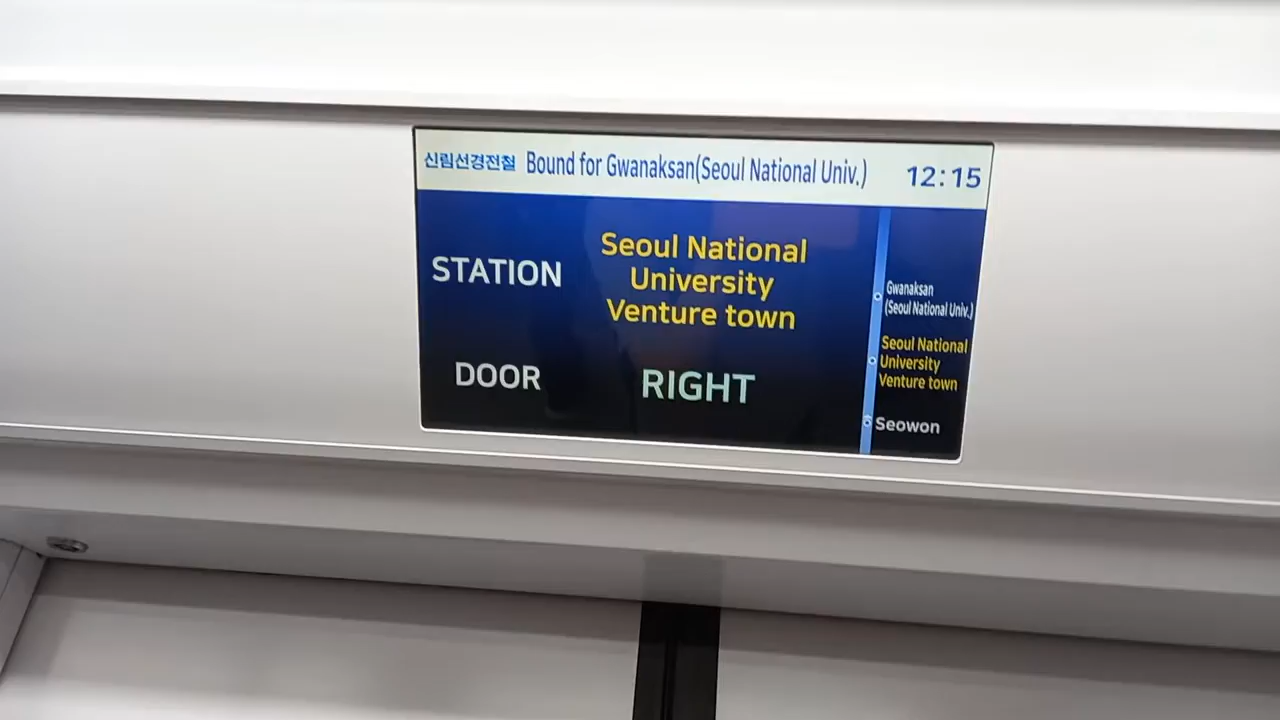 신림선경전철 Bound for Gwanaksan(Seoul National Univ.) 12:15
STATION
Seoul National
University
Venture town
DOOR RIGHT
Gwanaksan
(Seoul National Univ.)
Seoul National
University
Venture town
Seowon